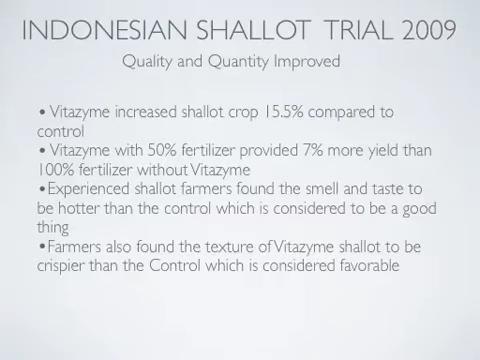 INDONESIAN SHALLOT TRIAL 2009
Quality and Quantity Improved
• Vitazyme increased shallot crop 15.5% compared to
control
• Vitazyme with 50% fertilizer provided 7% more yield than
100% fertilizer without Vitazyme
•Experienced shallot farmers found the smell and taste to
be hotter than the control which is considered to be a good
thing
•Farmers also found the texture of Vitazyme shallot to be
crispier than the Control which is considered favorable